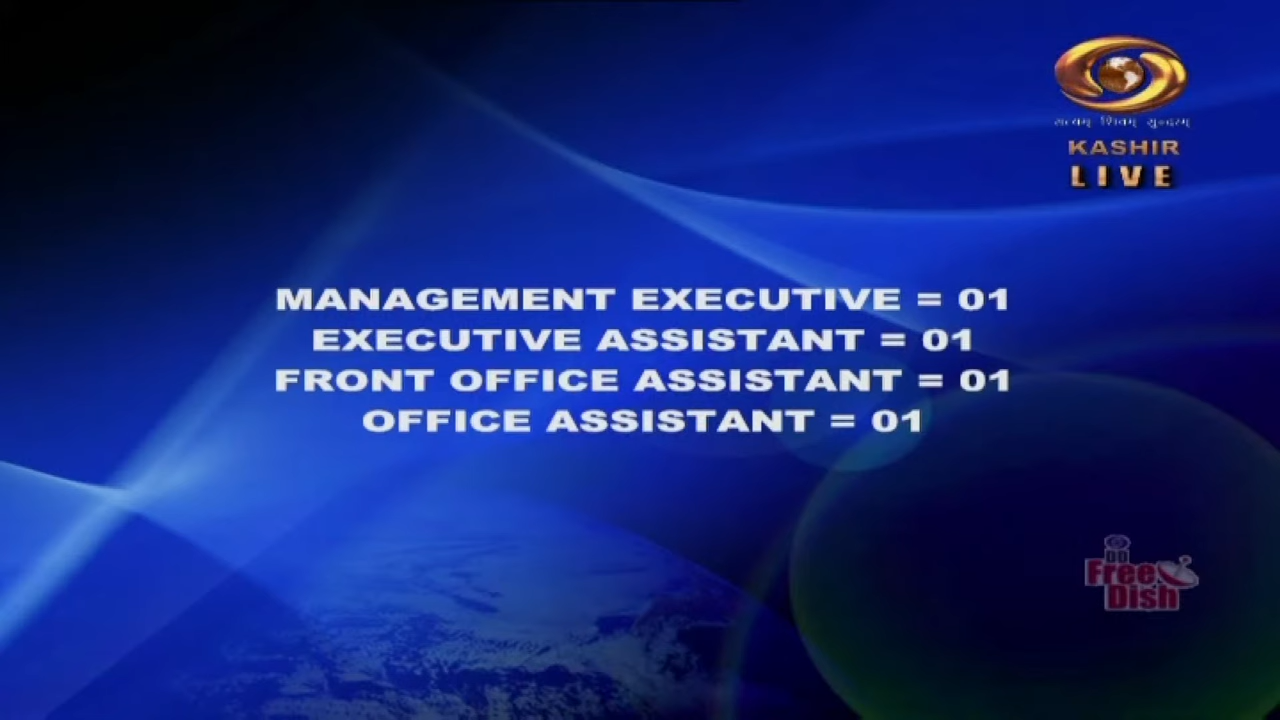 सत्यम् शिवम् सुन्दरम्
KASHIR
LIVE
MANAGEMENT EXECUTIVE = 01
EXECUTIVE ASSISTANT = 01
FRONT OFFICE ASSISTANT = 01
OFFICE ASSISTANT = 01
DD
Free
Dish